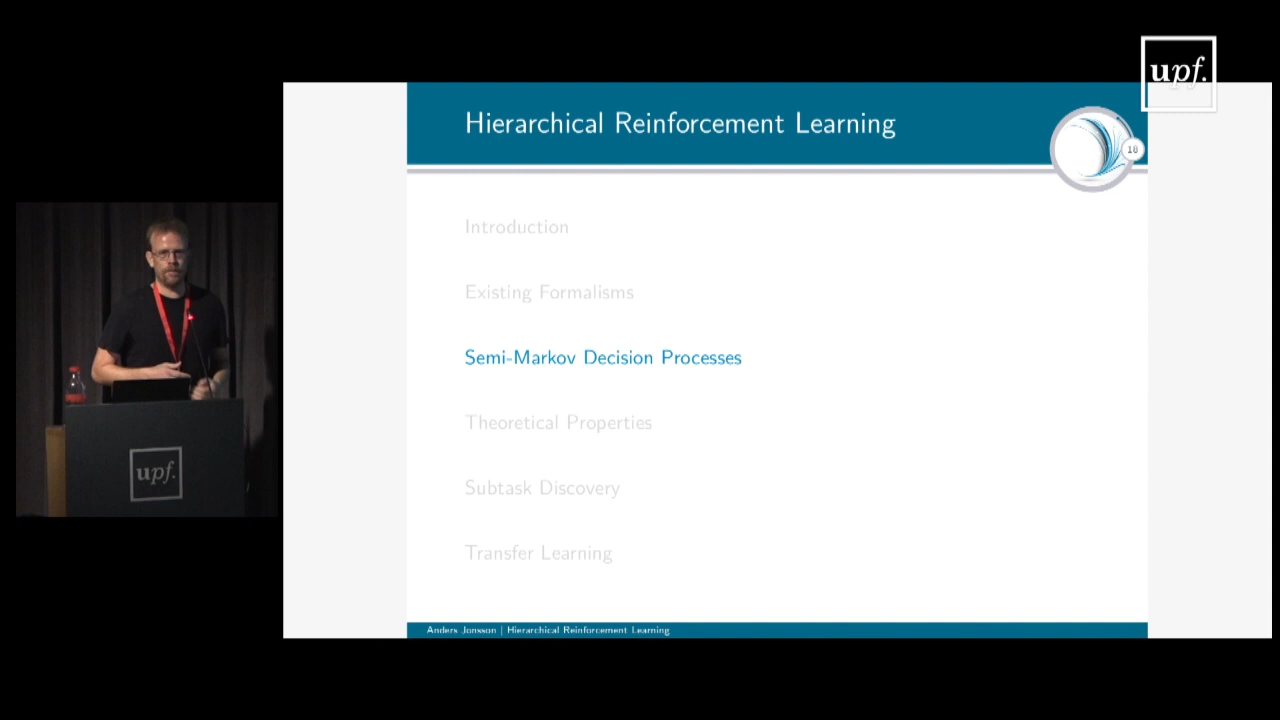 upf.
Hierarchical Reinforcement Learning
18
Introduction
Existing Formalisms
Semi-Markov Decision Processes
Theoretical Properties
Subtask Discovery
Transfer Learning
Anders Jonsson | Hierarchical Reinforcement Learning
upf.